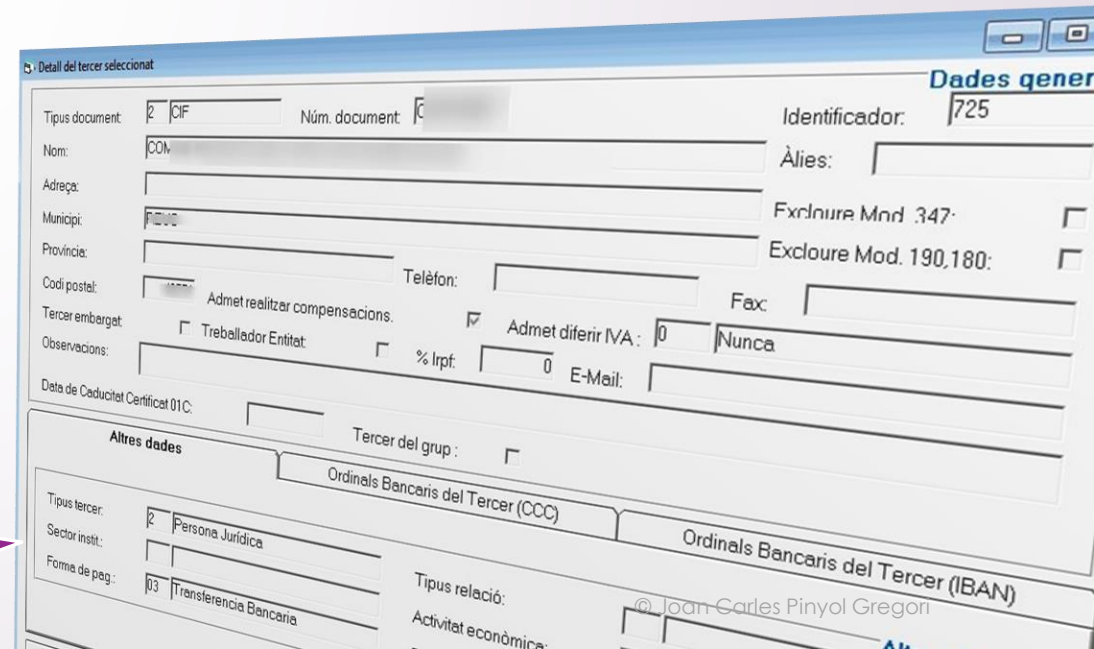 Detall del tercer seleccionat
Dades gener
Tipus document: 2 CIF Núm. document: Identificador: 725
Nom: COM Àlies:
Adreça: Excloure Mod. 347:
Municipi: Excloure Mod. 190,180:
Província: Telèfon: Fax:
Codi postal: Admet realitzar compensacions. Admet diferir IVA : 0 Nunca
Tercer embargat: Treballador Entitat: % Irpf: 0 E-Mail:
Observacions:
Data de Caducitat Certificat 01C: Tercer del grup :
Altres dades Ordinals Bancaris del Tercer (CCC) Ordinals Bancaris del Tercer (IBAN)
Tipus tercer: 2 Persona Jurídica Tipus relació:
Sector instit.: Activitat econòmica:
Forma de pag.: 03 Transferencia Bancaria
© Joan Carles Pinyol Gregori